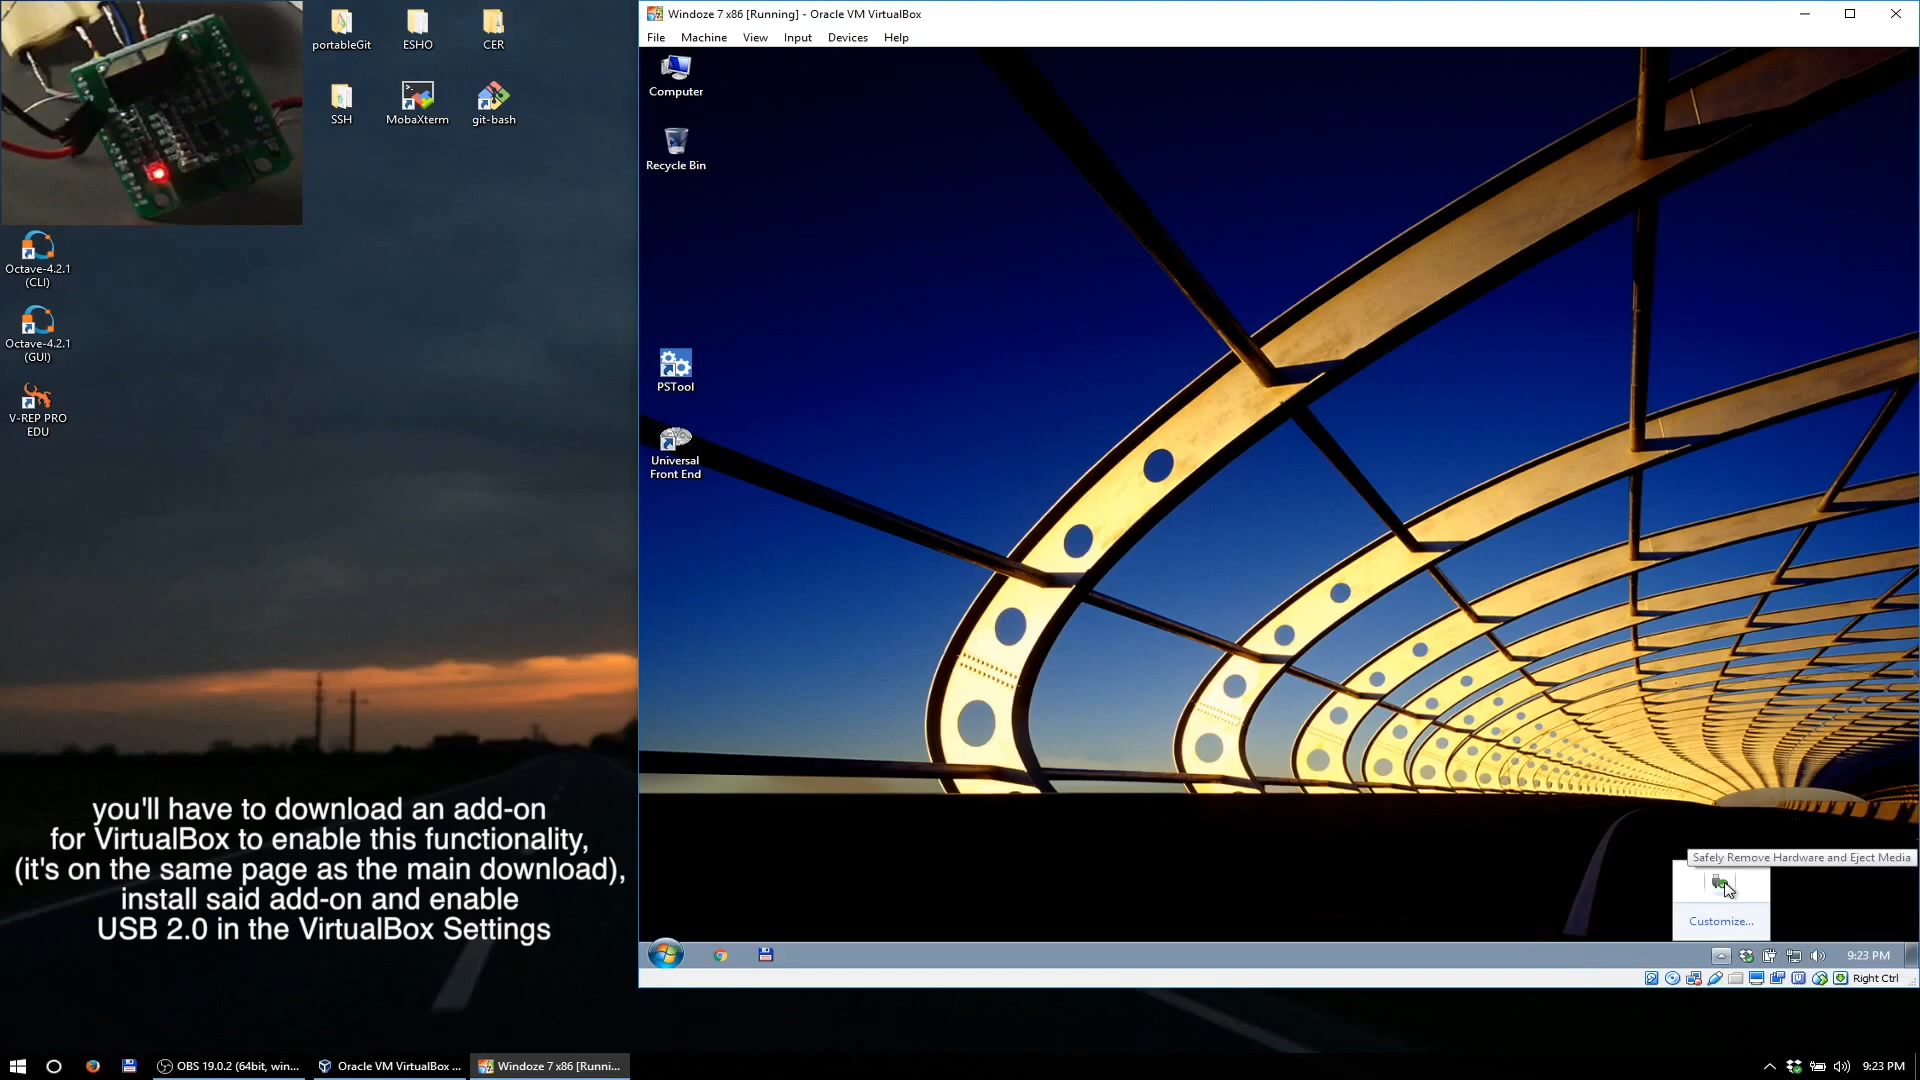 portableGit
ESHO
CER
SSH
MobaXterm
git-bash
Octave-4.2.1
(CLI)
Octave-4.2.1
(GUI)
V-REP PRO
EDU
you'll have to download an add-on
for VirtualBox to enable this functionality,
(it's on the same page as the main download),
install said add-on and enable
USB 2.0 in the VirtualBox Settings
Windoze 7 x86 [Running] - Oracle VM VirtualBox
File Machine View Input Devices Help
Computer
Recycle Bin
PSTool
Universal
Front End
Safely Remove Hardware and Eject Media
Customize...
9:23 PM
Right Ctrl
OBS 19.0.2 (64bit, win...
Oracle VM VirtualBox ...
Windoze 7 x86 [Runni...
9:23 PM